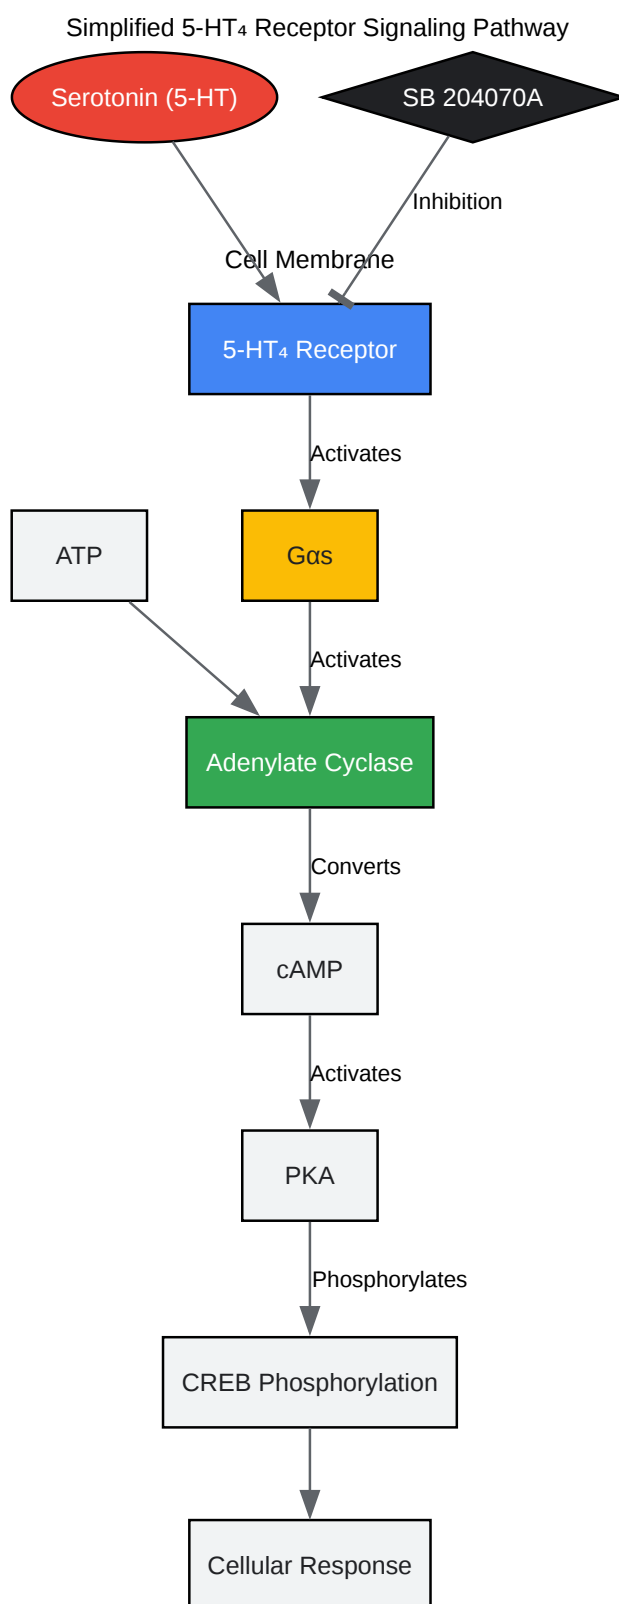 Simplified 5-HT₄ Receptor Signaling Pathway
Serotonin (5-HT)
SB 204070A
Inhibition
Cell Membrane
5-HT₄ Receptor
Activates
ATP
Gαs
Activates
Adenylate Cyclase
Converts
cAMP
Activates
PKA
Phosphorylates
CREB Phosphorylation
Cellular Response